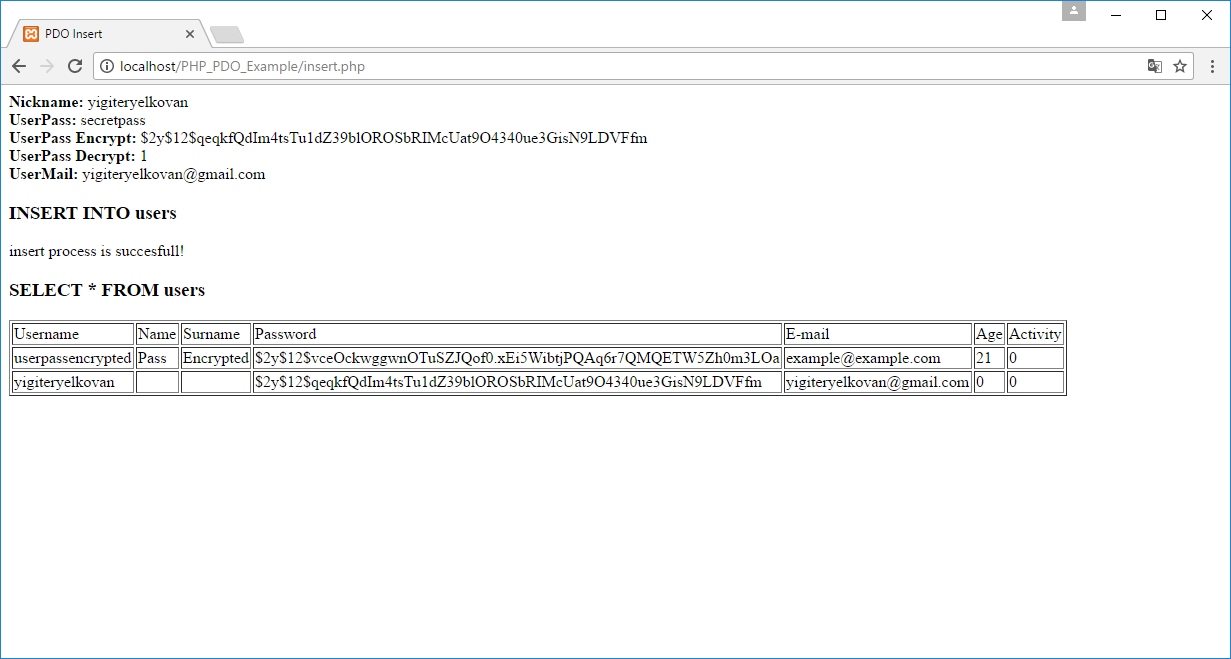 PDO Insert
localhost/PHP_PDO_Example/insert.php
Nickname: yigiteryelkovan
UserPass: secretpass
UserPass Encrypt: $2y$12$qeqkfQdIm4tsTu1dZ39blOROSbRIMcUat9O4340ue3GisN9LDVFfm
UserPass Decrypt: 1
UserMail: yigiteryelkovan@gmail.com
INSERT INTO users
insert process is succesfull!
SELECT * FROM users
Username Name Surname Password E-mail Age Activity
userpassencrypted Pass Encrypted $2y$12$vceOckwggwnOTuSZJQof0.xEi5WibtjPQAq6r7QMQETW5Zh0m3LOa example@example.com 21 0
yigiteryelkovan $2y$12$qeqkfQdIm4tsTu1dZ39blOROSbRIMcUat9O4340ue3GisN9LDVFfm yigiteryelkovan@gmail.com 0 0